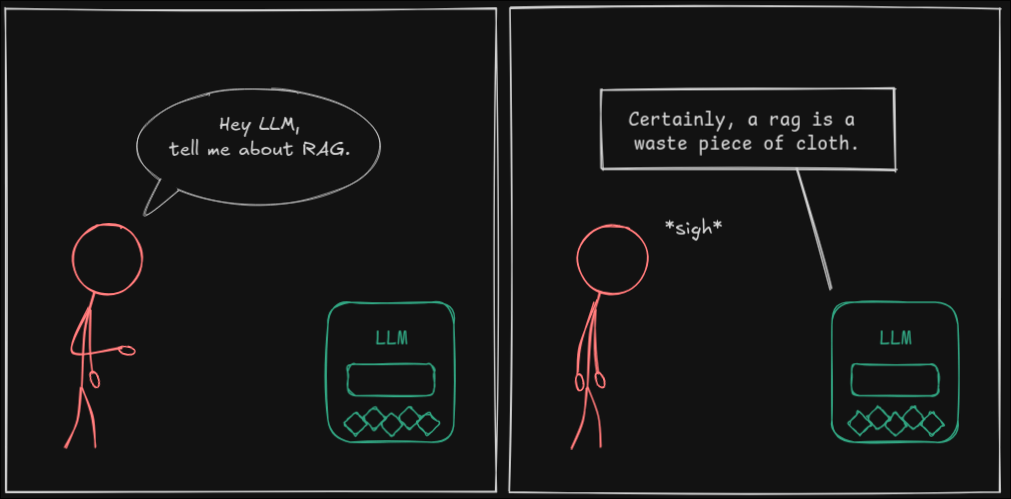 Hey LLM,
tell me about RAG.
LLM
Certainly, a rag is a
waste piece of cloth.
*sigh*
LLM